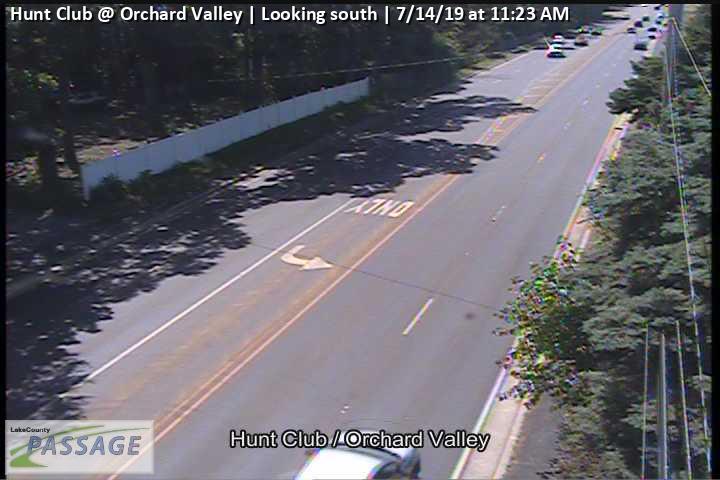 Hunt Club @ Orchard Valley | Looking south | 7/14/19 at 11:23 AM
ONLY
LakeCounty
PASSAGE
Hunt Club / Orchard Valley